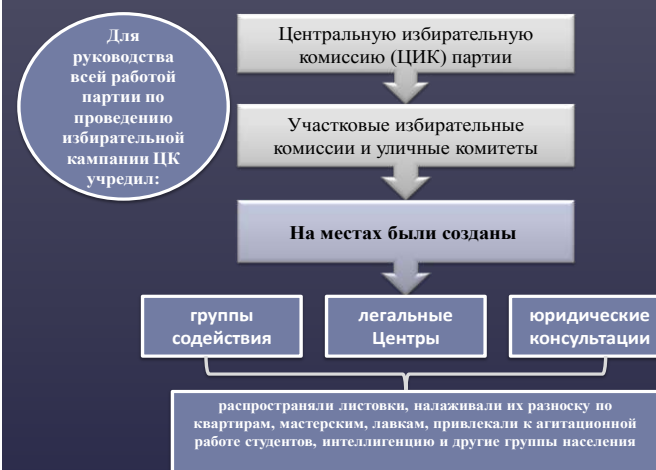 Для
руководства
всей работой
партии по
проведению
избирательной
кампании ЦК
учредил:
Центральную избирательную
комиссию (ЦИК) партии
Участковые избирательные
комиссии и уличные комитеты
На местах были созданы
группы
содействия
легальные
Центры
юридические
консультации
распространяли листовки, налаживали их разноску по
квартирам, мастерским, лавкам, привлекали к агитационной
работе студентов, интеллигенцию и другие группы населения